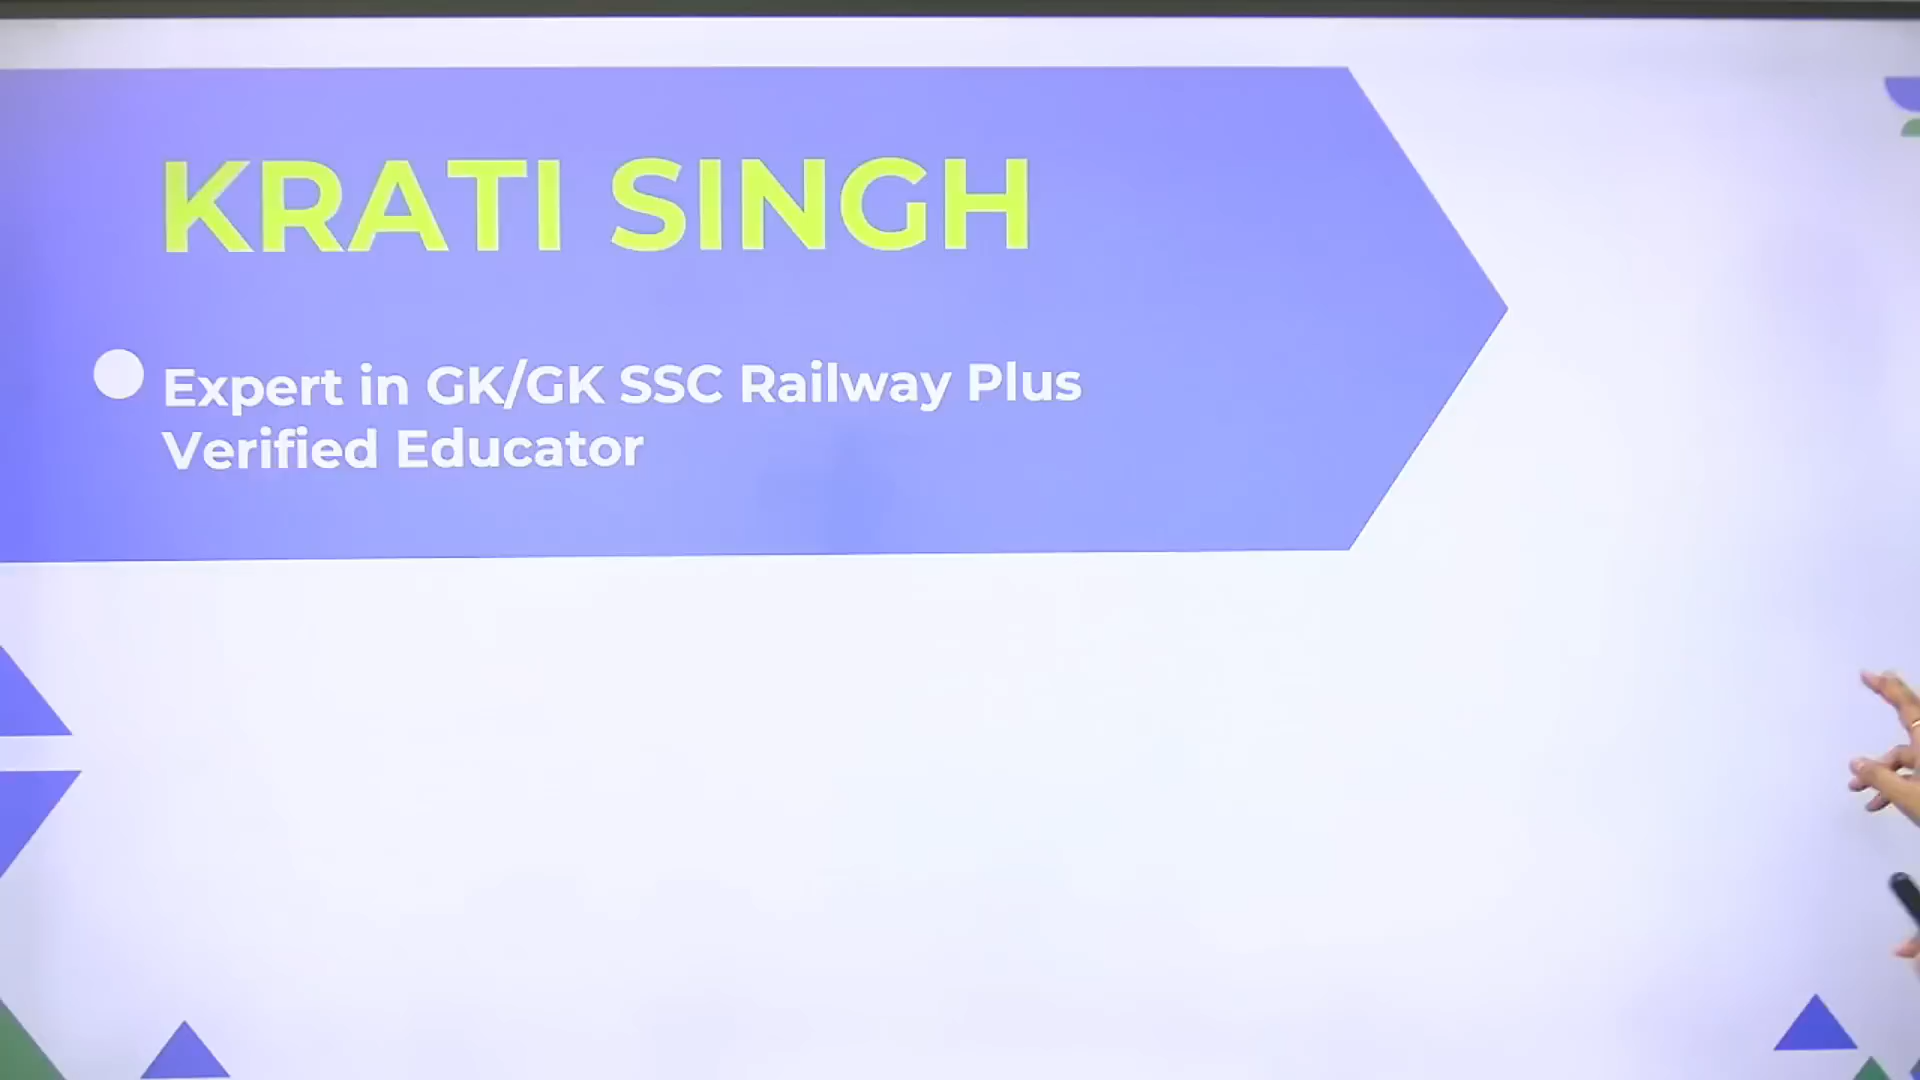 KRATI SINGH
Expert in GK/GK SSC Railway Plus
Verified Educator